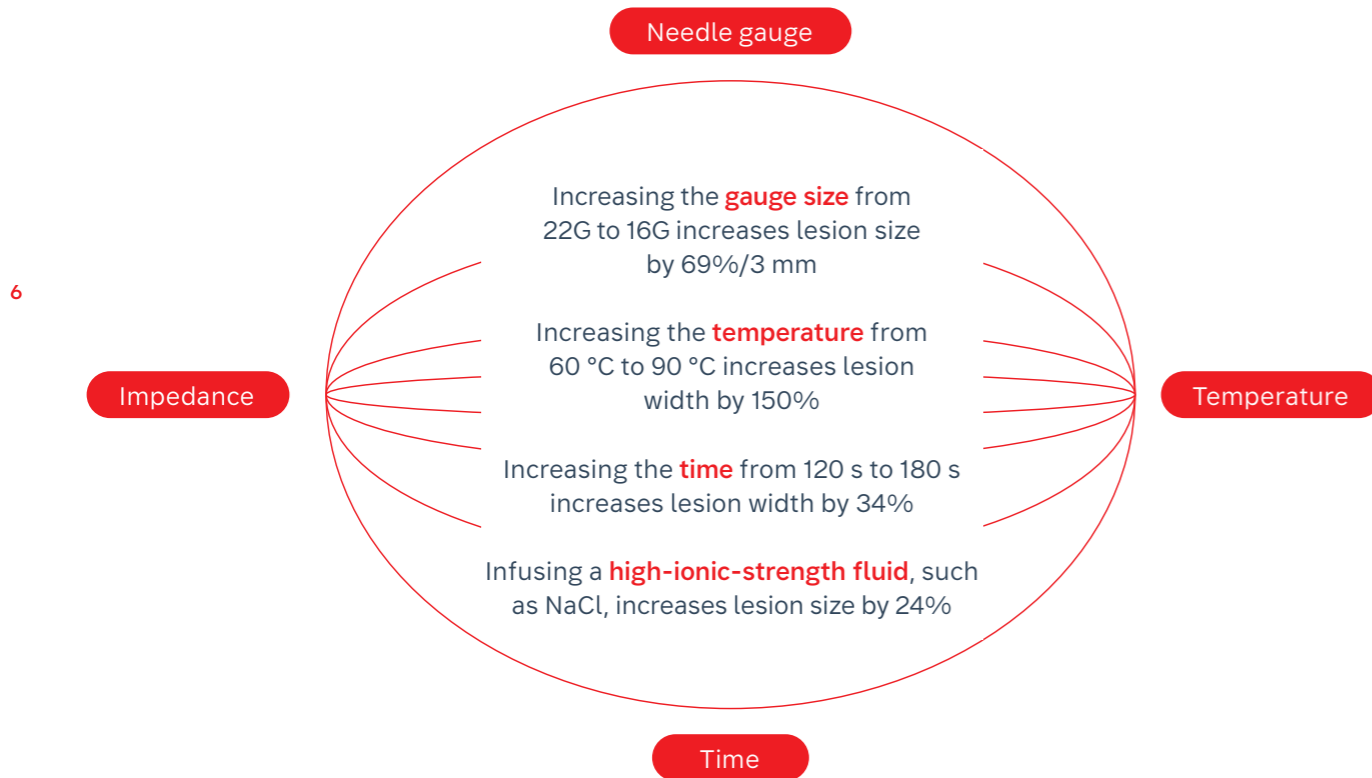 Needle gauge
Increasing the gauge size from
22G to 16G increases lesion size
by 69%/3 mm
6
Increasing the temperature from
60 °C to 90 °C increases lesion
width by 150%
Impedance
Temperature
Increasing the time from 120 s to 180 s
increases lesion width by 34%
Infusing a high-ionic-strength fluid, such
as NaCl, increases lesion size by 24%
Time